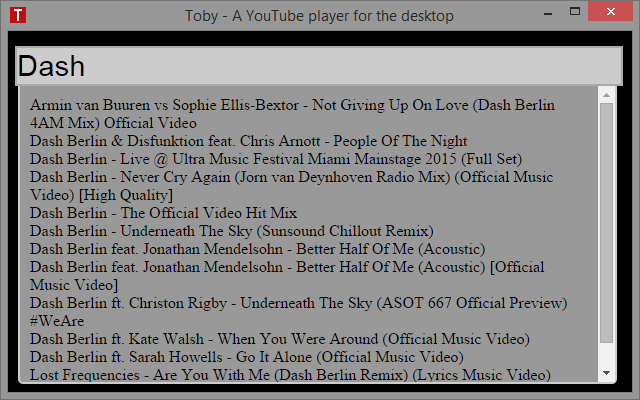 T
Toby - A YouTube player for the desktop
Dash
Armin van Buuren vs Sophie Ellis-Bextor - Not Giving Up On Love (Dash Berlin
4AM Mix) Official Video
Dash Berlin & Disfunktion feat. Chris Arnott - People Of The Night
Dash Berlin - Live @ Ultra Music Festival Miami Mainstage 2015 (Full Set)
Dash Berlin - Never Cry Again (Jorn van Deynhoven Radio Mix) (Official Music
Video) [High Quality]
Dash Berlin - The Official Video Hit Mix
Dash Berlin - Underneath The Sky (Sunsound Chillout Remix)
Dash Berlin feat. Jonathan Mendelsohn - Better Half Of Me (Acoustic)
Dash Berlin feat. Jonathan Mendelsohn - Better Half Of Me (Acoustic) [Official
Music Video]
Dash Berlin ft. Christon Rigby - Underneath The Sky (ASOT 667 Official Preview)
#WeAre
Dash Berlin ft. Kate Walsh - When You Were Around (Official Music Video)
Dash Berlin ft. Sarah Howells - Go It Alone (Official Music Video)
Lost Frequencies - Are You With Me (Dash Berlin Remix) (Lyrics Music Video)